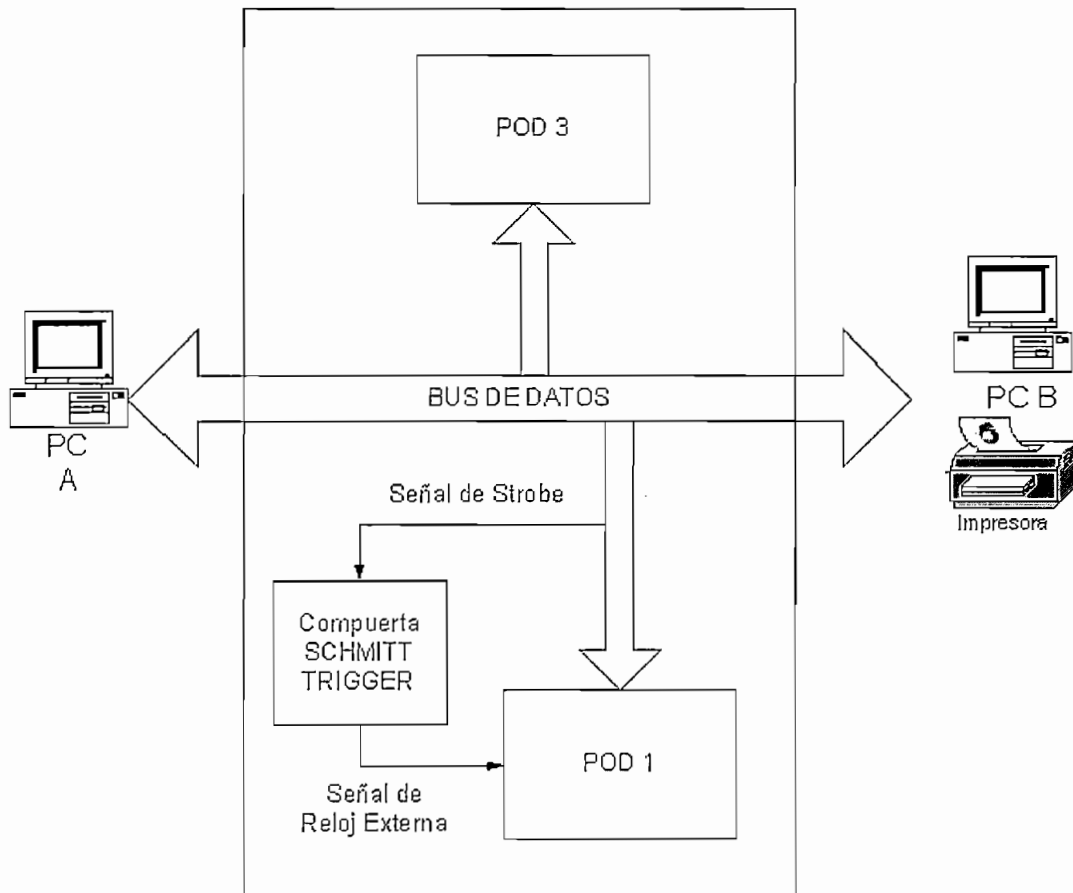 POD 3
BUS DE DATOS
PC
A
PC B
Impresora
Señal de Strobe
Compuerta
SCHMITT
TRIGGER
POD 1
Señal de
Reloj Externa